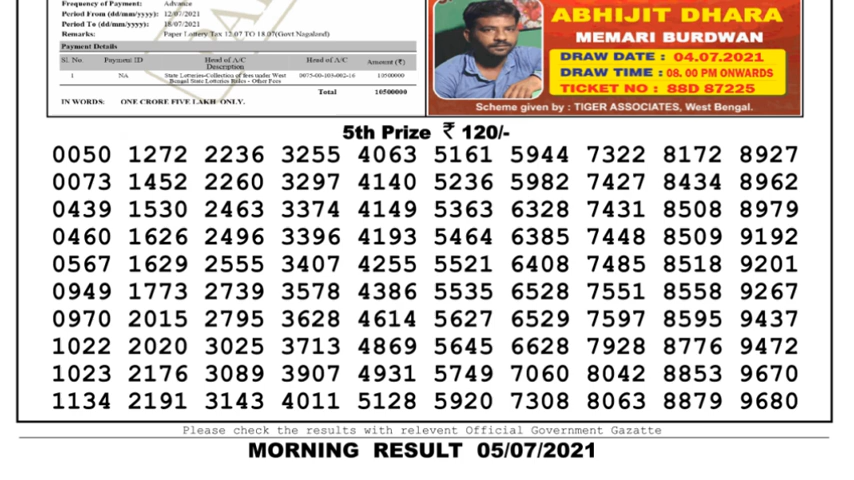 Frequency of Payment: Advance
Period From (dd/mm/yyyy): 12/07/2021
Period To (dd/mm/yyyy): 18/07/2021
Remarks: Paper Lottery Tax 12.07 TO 18.07(Govt Nagaland)
Payment Details
Sl. No. Payment ID Head of A/C Description Head of A/C Amount (₹)
1 NA State Lotteries-Collection of fees under West Bengal State Lotteries Rules - Other Fees 0075-00-103-002-16 10500000
Total 10500000
IN WORDS: ONE CRORE FIVE LAKH ONLY.
ABHIJIT DHARA
MEMARI BURDWAN
DRAW DATE : 04.07.2021
DRAW TIME : 08. 00 PM ONWARDS
TICKET NO : 88D 87225
Scheme given by : TIGER ASSOCIATES, West Bengal.
5th Prize ₹ 120/-
0050 1272 2236 3255 4063 5161 5944 7322 8172 8927
0073 1452 2260 3297 4140 5236 5982 7427 8434 8962
0439 1530 2463 3374 4149 5363 6328 7431 8508 8979
0460 1626 2496 3396 4193 5464 6385 7448 8509 9192
0567 1629 2555 3407 4255 5521 6408 7485 8518 9201
0949 1773 2739 3578 4386 5535 6528 7551 8558 9267
0970 2015 2795 3628 4614 5627 6529 7597 8595 9437
1022 2020 3025 3713 4869 5645 6628 7928 8776 9472
1023 2176 3089 3907 4931 5749 7060 8042 8853 9670
1134 2191 3143 4011 5128 5920 7308 8063 8879 9680
Please check the results with relevent Official Government Gazatte
MORNING RESULT 05/07/2021